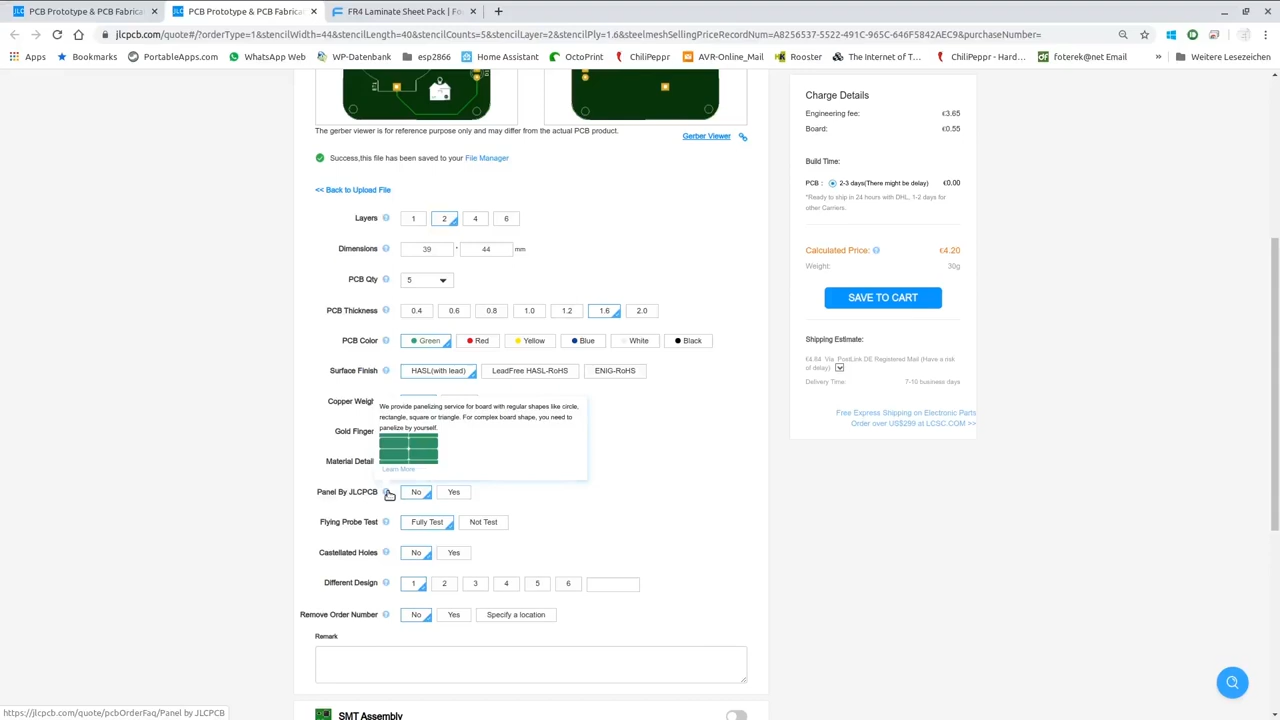 PCB Prototype & PCB Fabrica
PCB Prototype & PCB Fabrica
FR4 Laminate Sheet Pack | Fo
jlcpcb.com/quote#/?orderType=1&stencilWidth=44&stencilLength=40&stencilCounts=5&stencilLayer=2&stencilPly=1.6&steelmeshSellingPriceRecordNum=A8256537-5522-491C-965C-646F5842AEC9&purchaseNumber=
Apps
Bookmarks
PortableApps.com
WhatsApp Web
WP-Datenbank
esp2866
Home Assistant
OctoPrint
ChiliPeppr
AVR-Online_Mail
Rooster
The Internet of T...
ChiliPeppr - Hard...
foterek@net Email
»
Weitere Lesezeichen
The gerber viewer is for reference purpose only and may differ from the actual PCB product.
Gerber Viewer
Success,this file has been saved to your File Manager
<< Back to Upload File
Layers ? 1 2 4 6
Dimensions ? 39 * 44 mm
PCB Qty ? 5
PCB Thickness ? 0.4 0.6 0.8 1.0 1.2 1.6 2.0
PCB Color ? Green Red Yellow Blue White Black
Surface Finish ? HASL(with lead) LeadFree HASL-RoHS ENIG-RoHS
Copper Weigh
We provide panelizing service for board with regular shapes like circle,
rectangle, square or triangle. For complex board shape, you need to
panelize by yourself.
Learn More
Gold Finger
Material Detail
Panel By JLCPCB No Yes
Flying Probe Test ? Fully Test Not Test
Castellated Holes ? No Yes
Different Design ? 1 2 3 4 5 6
Remove Order Number ? No Yes Specify a location
Remark
SMT Assembly
Charge Details
Engineering fee: €3.65
Board: €0.55
Build Time:
PCB : 2-3 days(There might be delay) €0.00
*Ready to ship in 24 hours with DHL, 1-2 days for
other Carriers.
Calculated Price: ? €4.20
Weight: 30g
SAVE TO CART
Shipping Estimate:
€4.64 Via PostLink DE Registered Mail (Have a risk
of delay)
Delivery Time: 7-10 business days
Free Express Shipping on Electronic Parts
Order over US$299 at LCSC.COM >>
https://jlcpcb.com/quote/pcbOrderFaq/Panel by JLCPCB